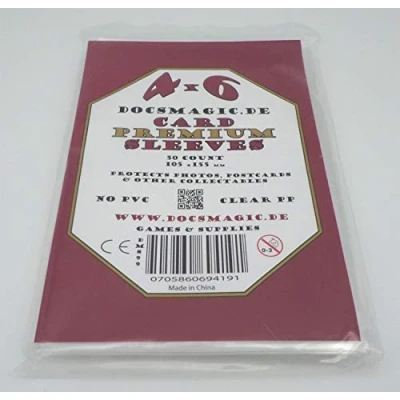 4x6
DOCSMAGIC.DE
CARD
PREMIUM
SLEEVES
50 COUNT
105 x 155 MM
PROTECTS PHOTOS, POSTCARDS
& OTHER COLLECTABLES
NO PVC CLEAR PP
WWW.DOCSMAGIC.DE
GAMES & SUPPLIES
CE
0-3
0705860694191
Made in China